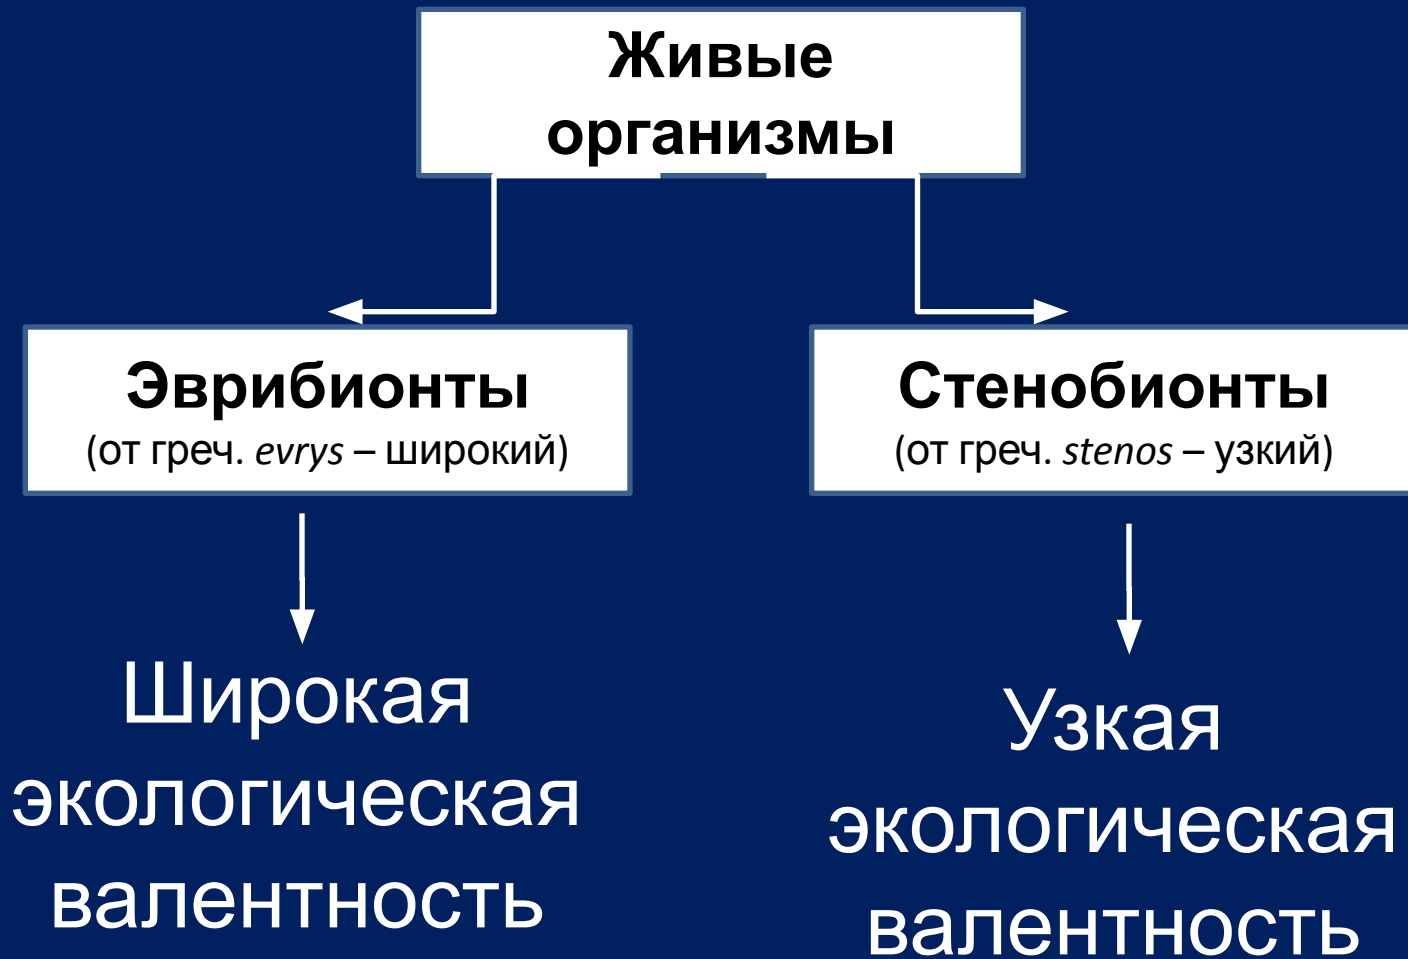 Живые
организмы
Эврибионты
(от греч. evrys – широкий)
Стенобионты
(от греч. stenos – узкий)
Широкая
экологическая
валентность
Узкая
экологическая
валентность